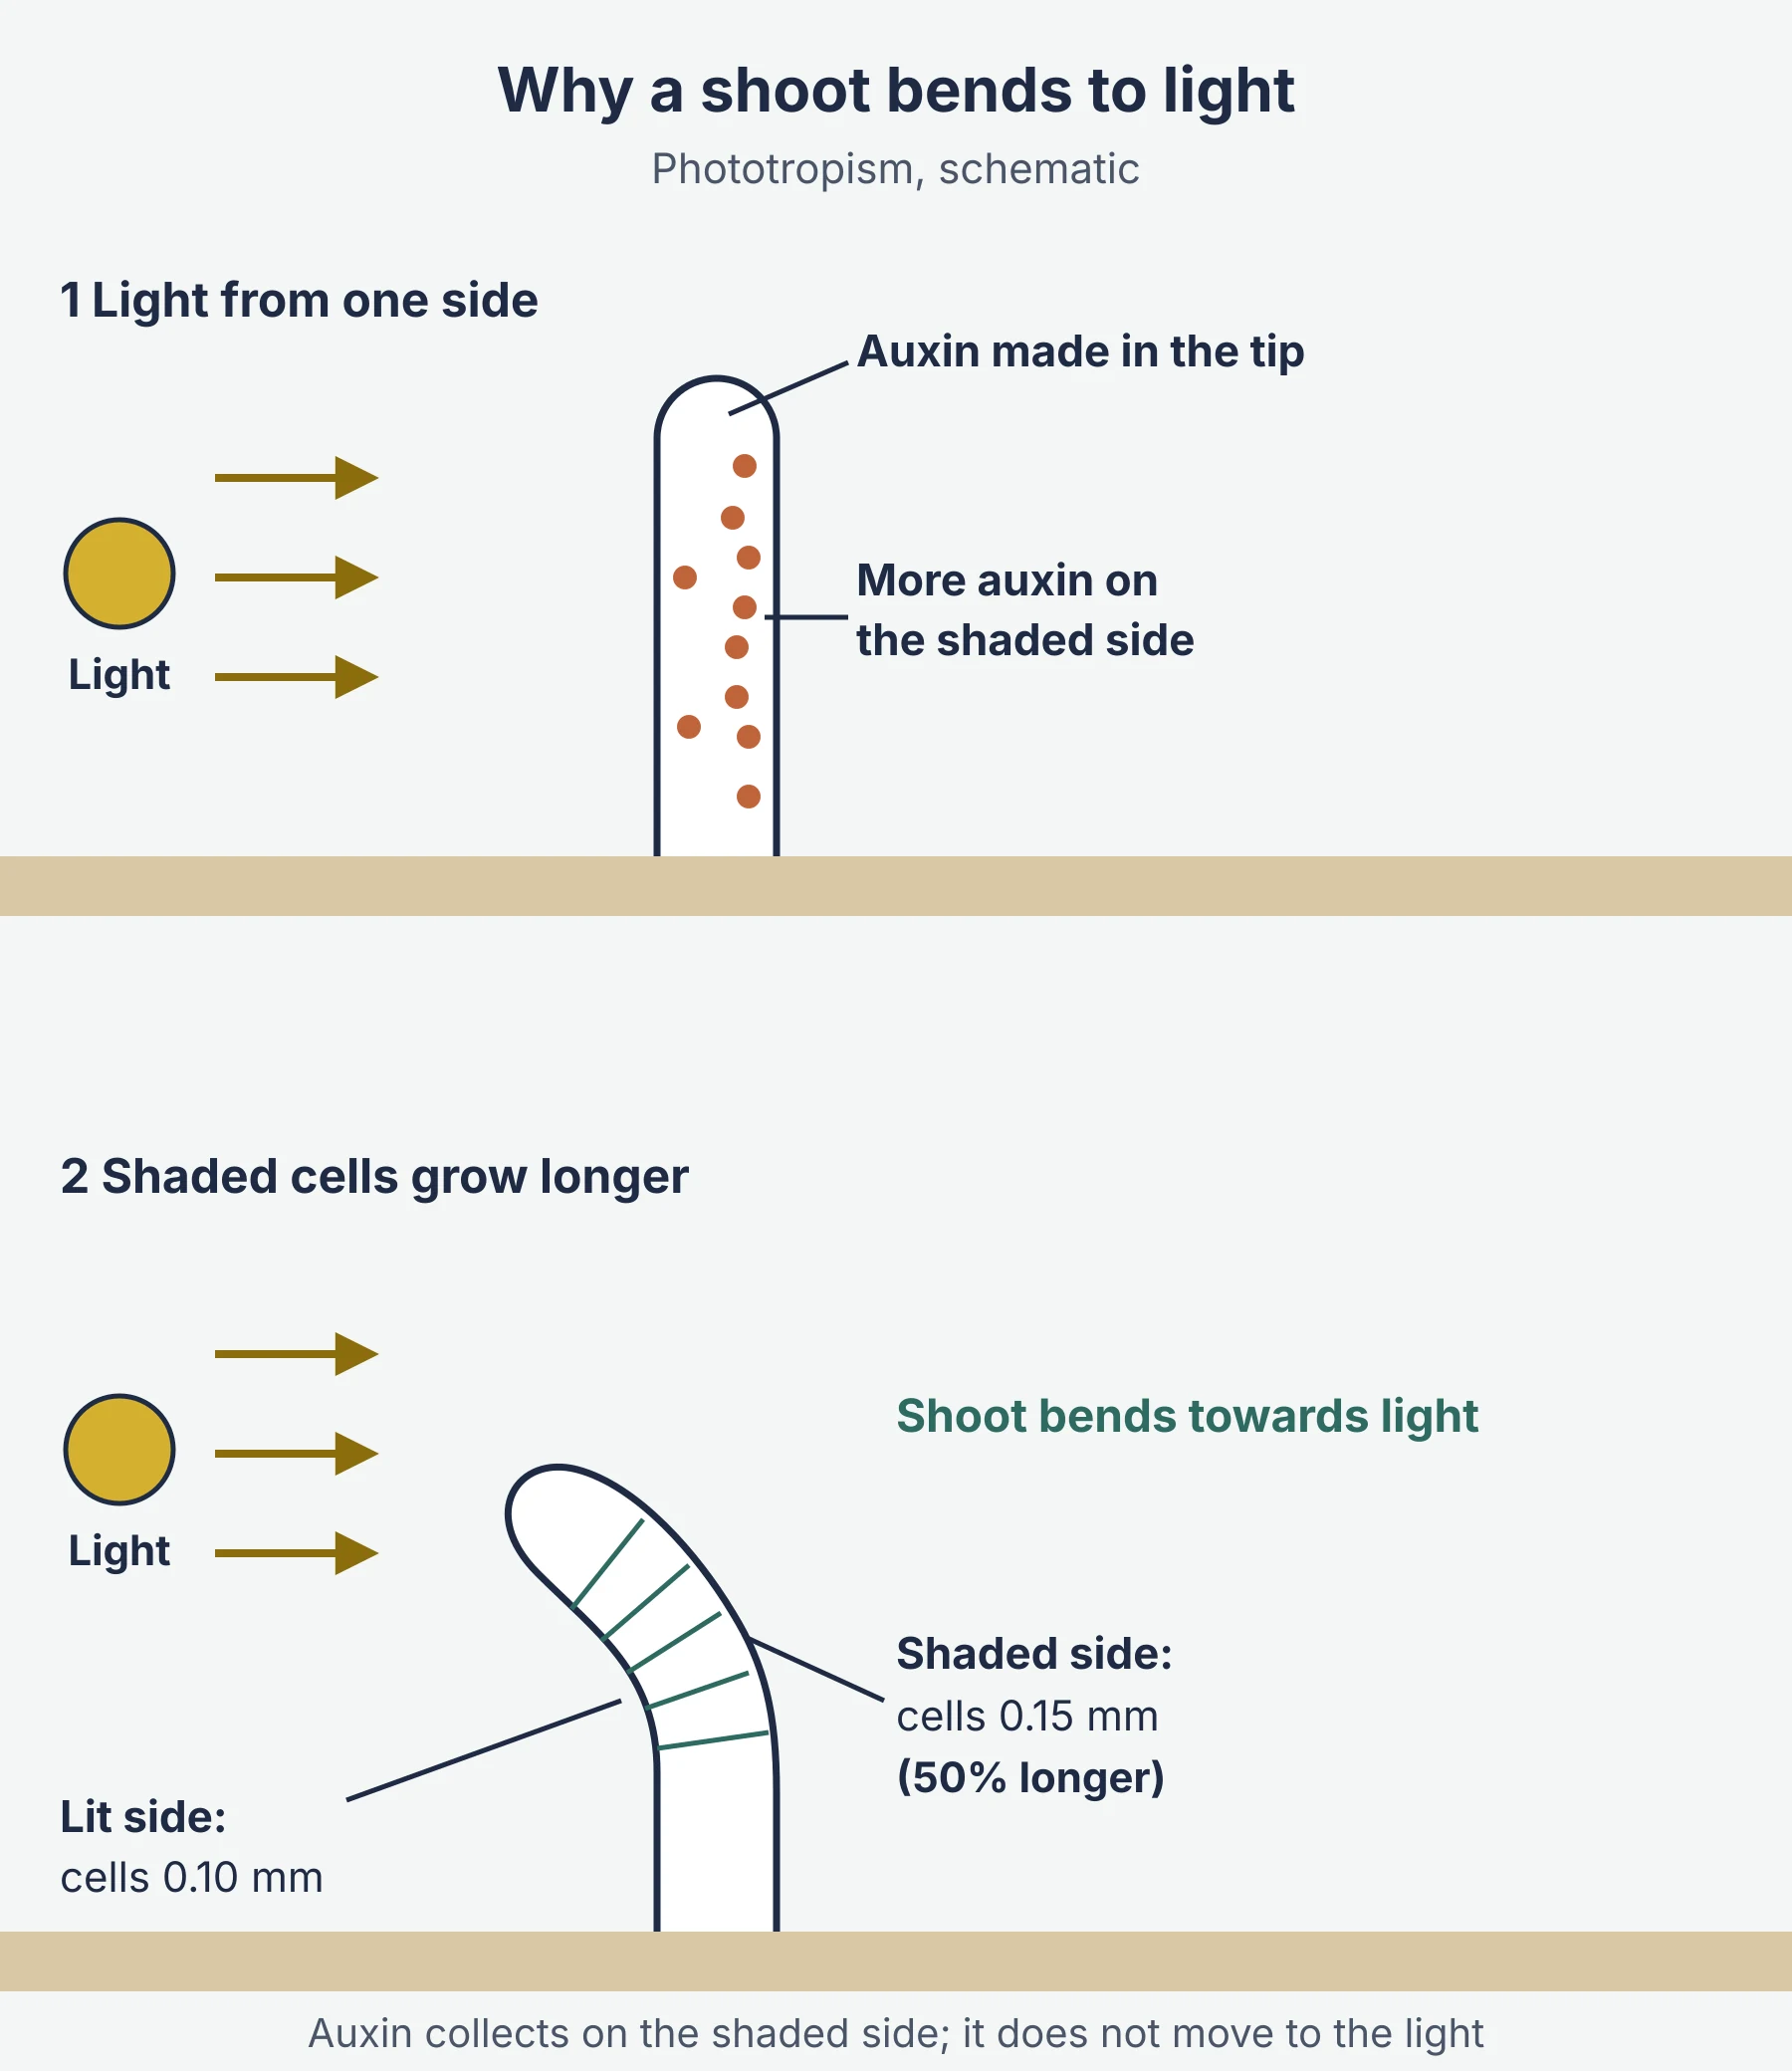 Why a shoot bends to light
Phototropism, schematic
1 Light from one side
Auxin made in the tip
More auxin on
the shaded side
Light
2 Shaded cells grow longer
Shoot bends towards light
Light
Shaded side:
cells 0.15 mm
(50% longer)
Lit side:
cells 0.10 mm
Auxin collects on the shaded side; it does not move to the light